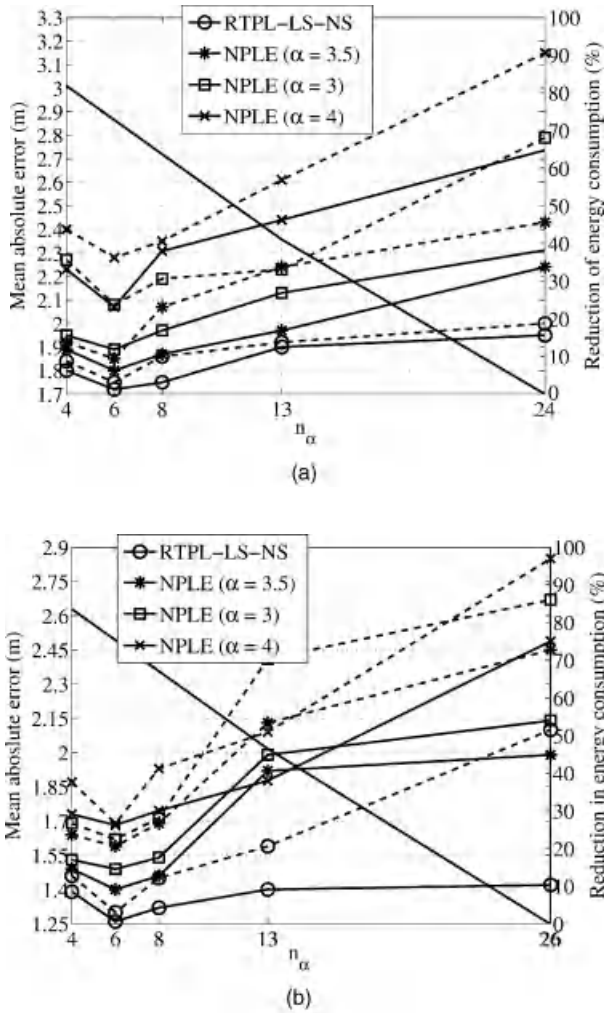 3.3
3.2
3.1
3
2.9
2.8
2.7
2.6
2.5
2.4
2.3
2.2
2.1
2
1.9
1.8
1.7
Mean absolute error (m)
RTPL−LS−NS
NPLE (α = 3.5)
NPLE (α = 3)
NPLE (α = 4)
100
90
80
70
60
50
40
30
20
10
0
Reduction of energy consumption (%)
4 6 8 13 24
nα
(a)
2.9
2.75
2.6
2.45
2.3
2.15
2
1.85
1.7
1.55
1.4
1.25
Mean aboslute error (m)
RTPL−LS−NS
NPLE (α = 3.5)
NPLE (α = 3)
NPLE (α = 4)
100
90
80
70
60
50
40
30
20
10
0
Reduction in energy consumption (%)
4 6 8 13 26
nα
(b)